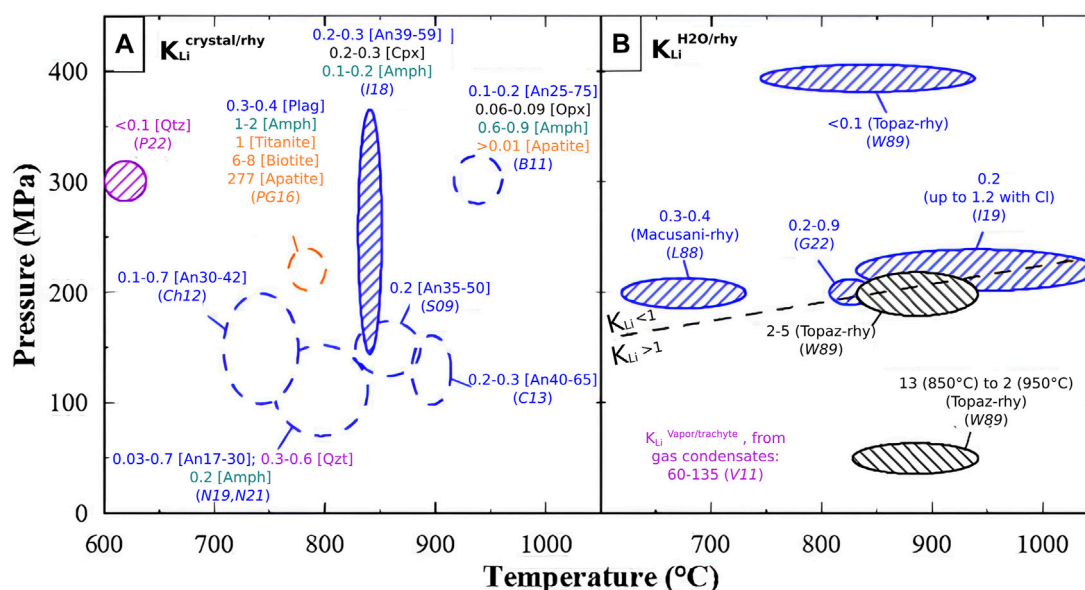 A
K Li crystal/rhy
0.2-0.3 [An39-59]
0.2-0.3 [Cpx]
0.1-0.2 [Amph]
(I18)
0.1-0.2 [An25-75]
0.06-0.09 [Opx]
0.6-0.9 [Amph]
>0.01 [Apatite]
(B11)
0.3-0.4 [Plag]
1-2 [Amph]
1 [Titanite]
6-8 [Biotite]
277 [Apatite]
(PG16)
<0.1 [Qtz]
(P22)
0.1-0.7 [An30-42]
(Ch12)
0.2 [An35-50]
(S09)
0.2-0.3 [An40-65]
(C13)
0.03-0.7 [An17-30]; 0.3-0.6 [Qzt]
0.2 [Amph]
(N19,N21)
Pressure (MPa)
400
300
200
100
0
600
700
800
900
1000
B
K Li H2O/rhy
<0.1 (Topaz-rhy)
(W89)
0.2
(up to 1.2 with Cl)
(I19)
0.3-0.4
(Macusani-rhy)
(L88)
0.2-0.9
(G22)
K Li <1
K Li >1
2-5 (Topaz-rhy)
(W89)
13 (850°C) to 2 (950°C)
(Topaz-rhy)
(W89)
K Li Vapor/trachyte, from
gas condensates:
60-135 (V11)
700
800
900
1000
Temperature (°C)